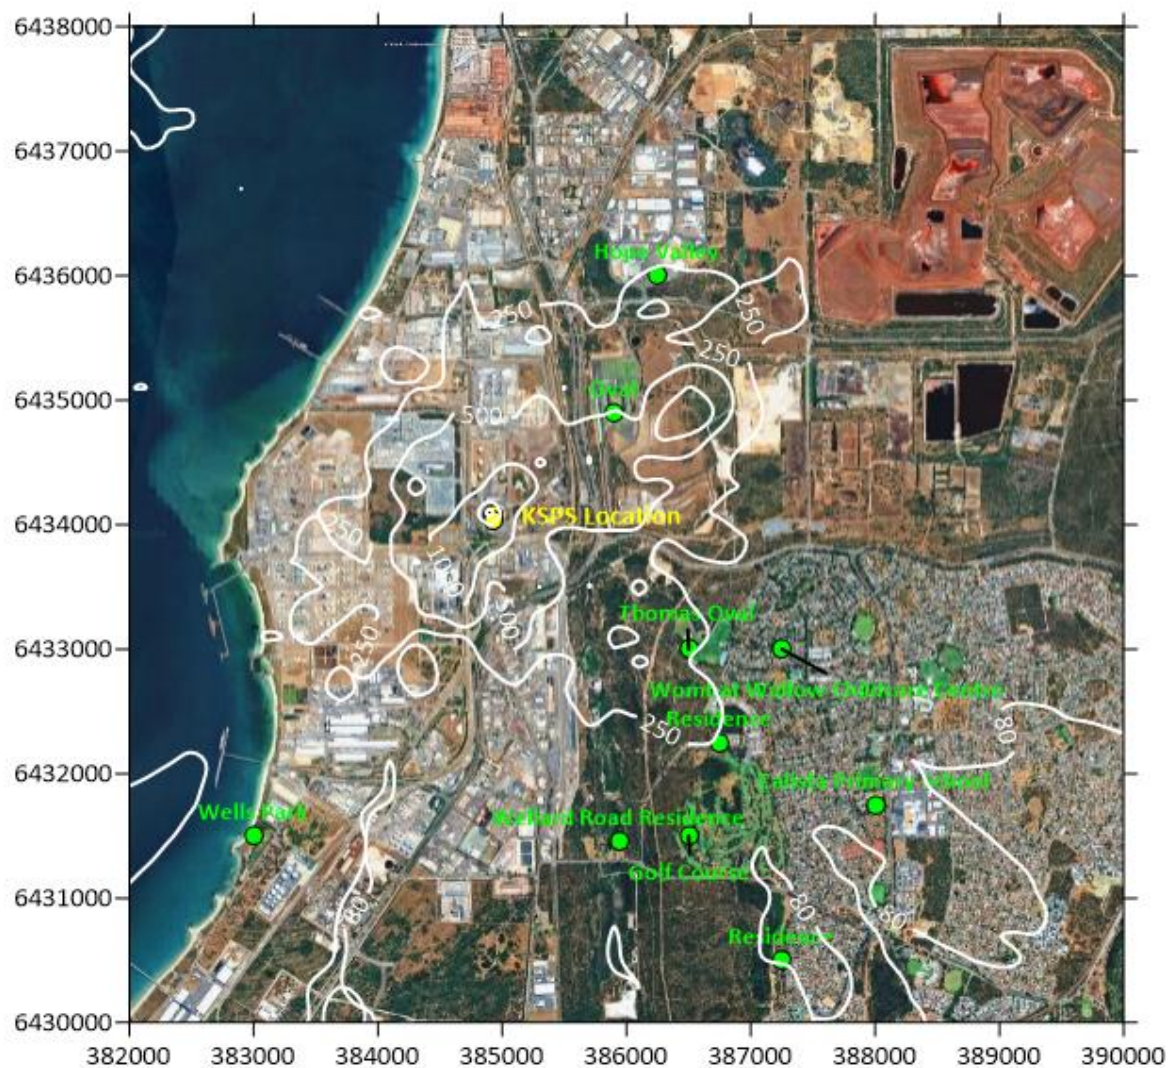 6438000
6437000
6436000
6435000
6434000
6433000
6432000
6431000
6430000
Hope Valley
250
250
250
Oval
500
KSPS Location
250
1000
500
Thomas Oval
250
Wombat Willow Childcare Centre
Residence
250
80
80
Calista Primary School
Wells Park
Wellard Road Residence
Golf Course
80
80
80
Residence
382000 383000 384000 385000 386000 387000 388000 389000 390000